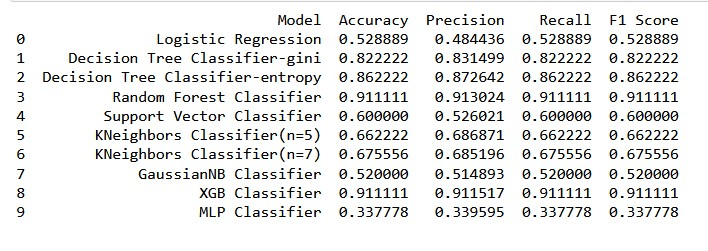 Model Accuracy Precision Recall F1 Score
0 Logistic Regression 0.528889 0.484436 0.528889 0.528889
1 Decision Tree Classifier-gini 0.822222 0.831499 0.822222 0.822222
2 Decision Tree Classifier-entropy 0.862222 0.872642 0.862222 0.862222
3 Random Forest Classifier 0.911111 0.913024 0.911111 0.911111
4 Support Vector Classifier 0.600000 0.526021 0.600000 0.600000
5 KNeighbors Classifier(n=5) 0.662222 0.686871 0.662222 0.662222
6 KNeighbors Classifier(n=7) 0.675556 0.685196 0.675556 0.675556
7 GaussianNB Classifier 0.520000 0.514893 0.520000 0.520000
8 XGB Classifier 0.911111 0.911517 0.911111 0.911111
9 MLP Classifier 0.337778 0.339595 0.337778 0.337778